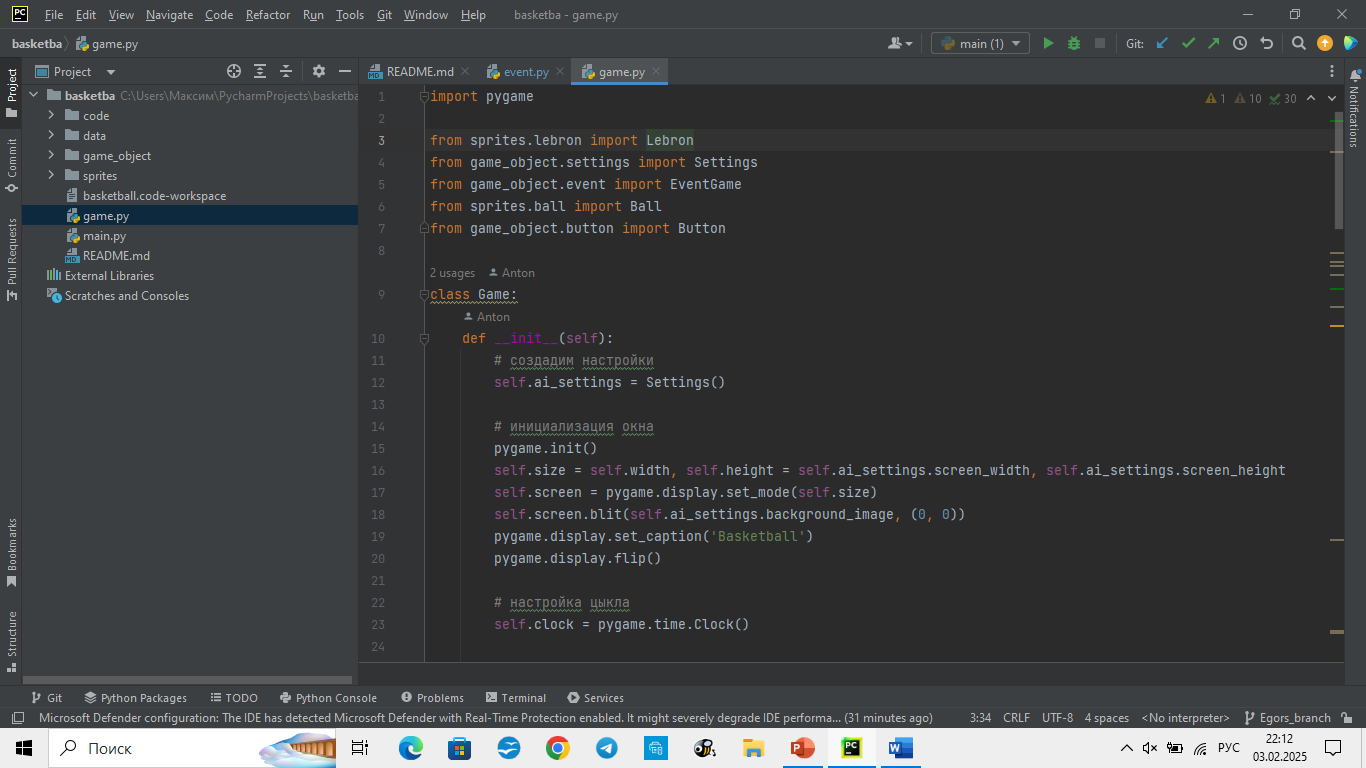 PC File Edit View Navigate Code Refactor Run Tools Git Window Help basketba - game.py
basketba game.py main (1) Git:
Project README.md event.py game.py
basketba C:\Users\Максим\PycharmProjects\basketba
code
data
game_object
sprites
basketball.code-workspace
game.py
main.py
README.md
External Libraries
Scratches and Consoles
Project
Commit
Pull Requests
Bookmarks
Structure
1 import pygame 1 10 30
2
3 from sprites.lebron import Lebron
4 from game_object.settings import Settings
5 from game_object.event import EventGame
6 from sprites.ball import Ball
7 from game_object.button import Button
8
2 usages Anton
9 class Game:
Anton
10 def __init__(self):
11 # создадим настройки
12 self.ai_settings = Settings()
13
14 # инициализация окна
15 pygame.init()
16 self.size = self.width, self.height = self.ai_settings.screen_width, self.ai_settings.screen_height
17 self.screen = pygame.display.set_mode(self.size)
18 self.screen.blit(self.ai_settings.background_image, (0, 0))
19 pygame.display.set_caption('Basketball')
20 pygame.display.flip()
21
22 # настройка цыкла
23 self.clock = pygame.time.Clock()
24
Notifications
Git Python Packages TODO Python Console Problems Terminal Services
Microsoft Defender configuration: The IDE has detected Microsoft Defender with Real-Time Protection enabled. It might severely degrade IDE performa... (31 minutes ago) 3:34 CRLF UTF-8 4 spaces <No interpreter> Egors_branch
Поиск P PC W РУС 22:12
03.02.2025